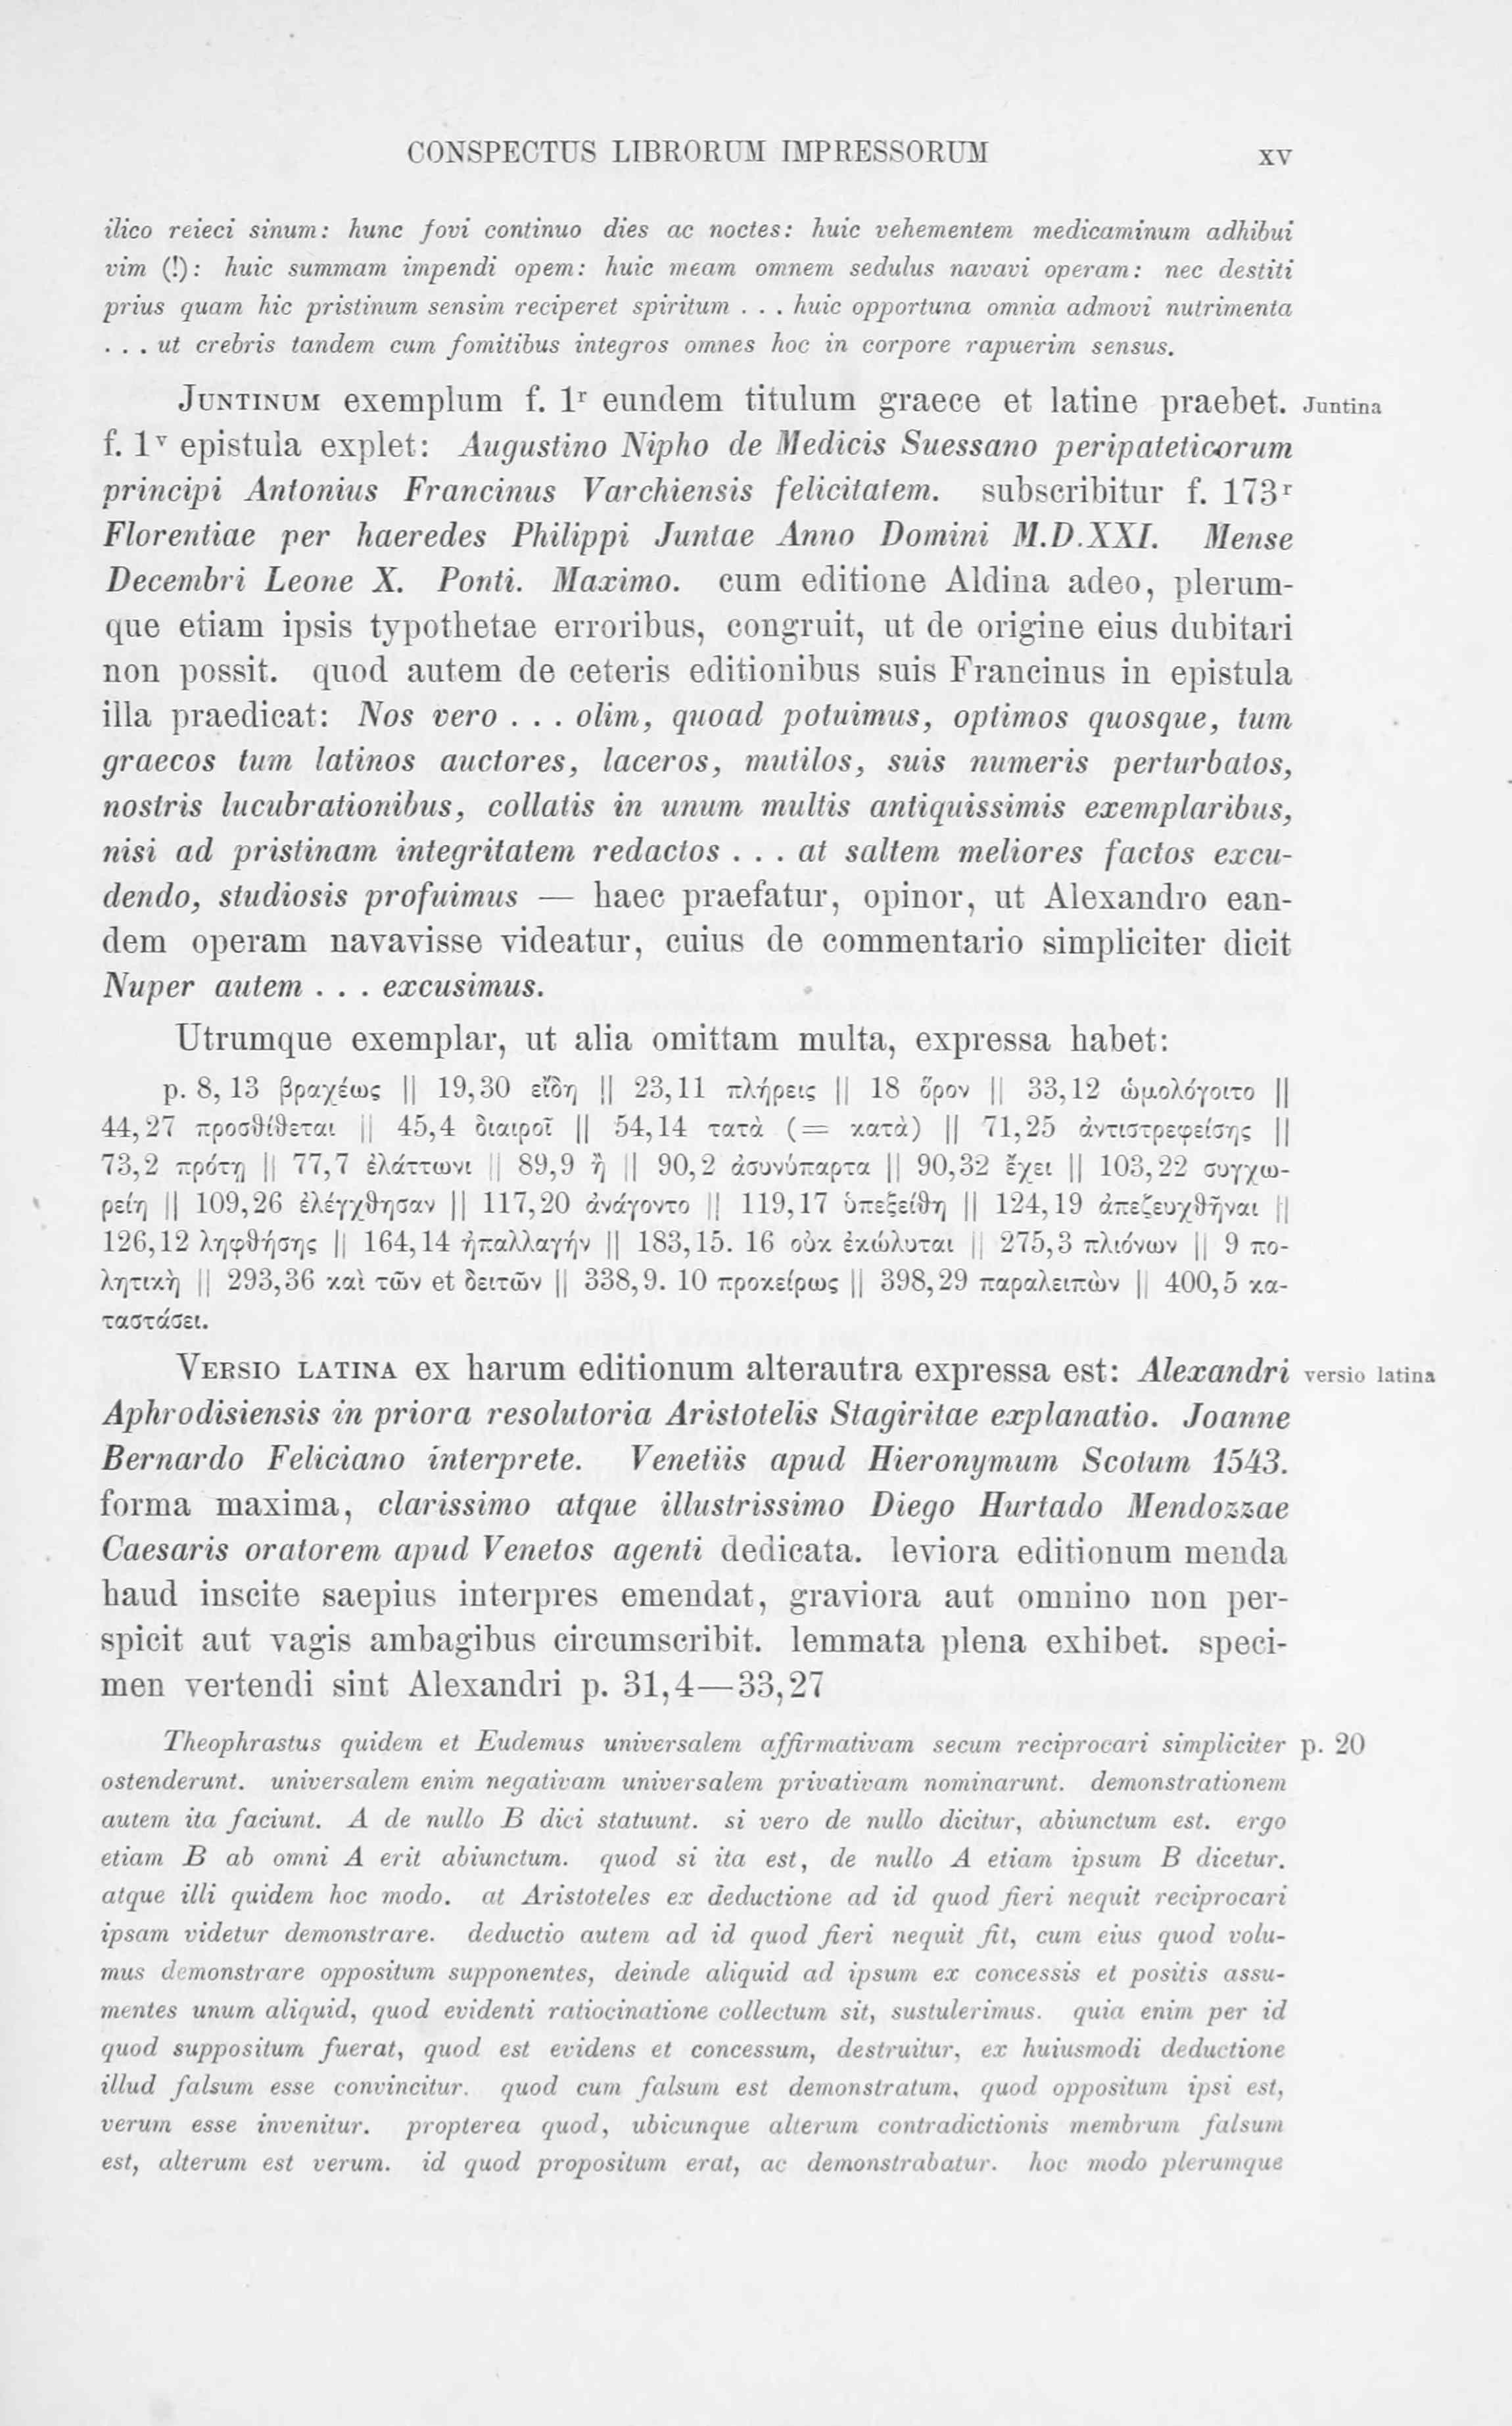 CONSPECTUS LIBRORUM IMPRESSORUM XV
ilico reieci sinum: hunc fovi continuo dies ac noctes: huic vehementem medicaminum adhibui
vim (!): huic summam impendi opem: huic meam omnem sedulus navavi operam: nec destiti
prius quam hic pristinum sensim reciperet spiritum . . . huic opportuna omnia admovi nutrimenta
. . . ut crebris tandem cum fomitibus integros omnes hoc in corpore rapuerim sensus.
JUNTINUM exemplum f. 1ʳ eundem titulum graece et latine praebet. Juntina
f. 1ᵛ epistula explet: Augustino Nipho de Medicis Suessano peripateticorum
principi Antonius Francinus Varchiensis felicitatem. subscribitur f. 173ʳ
Florentiae per haeredes Philippi Juntae Anno Domini M.D.XXI. Mense
Decembri Leone X. Ponti. Maximo. cum editione Aldina adeo, plerum-
que etiam ipsis typothetae erroribus, congruit, ut de origine eius dubitari
non possit. quod autem de ceteris editionibus suis Francinus in epistula
illa praedicat: Nos vero . . . olim, quoad potuimus, optimos quosque, tum
graecos tum latinos auctores, laceros, mutilos, suis numeris perturbatos,
nostris lucubrationibus, collatis in unum multis antiquissimis exemplaribus,
nisi ad pristinam integritatem redactos . . . at saltem meliores factos excu-
dendo, studiosis profuimus — haec praefatur, opinor, ut Alexandro ean-
dem operam navavisse videatur, cuius de commentario simpliciter dicit
Nuper autem . . . excusimus.
Utrumque exemplar, ut alia omittam multa, expressa habet:
p. 8,13 βραχέως || 19,30 εἴδη || 23,11 πλήρεις || 18 ὅρον || 33,12 ὡμολόγοιτο ||
44,27 προσθίθεται || 45,4 διαιροῖ || 54,14 τατὰ (= κατὰ) || 71,25 ἀντιστρεφείσης ||
73,2 πρότῃ || 77,7 ἐλάττωνι || 89,9 ἢ || 90,2 ἀσυνύπαρτα || 90,32 ἔχει || 103,22 συγχω-
ρείη || 109,26 ἐλέγχθησαν || 117,20 ἀνάγοντο || 119,17 ὑπεξείθη || 124,19 ἀπεζευχθῆναι ||
126,12 ληφθήσης || 164,14 ἠπαλλαγήν || 183,15. 16 οὐκ ἐκώλυται || 275,3 πλιόνων || 9 πο-
λητικὴ || 293,36 καὶ τῶν et δειτῶν || 338,9. 10 προκείρως || 398,29 παραλειπὼν || 400,5 κα-
ταστάσει.
VERSIO LATINA ex harum editionum alterautra expressa est: Alexandri versio latina
Aphrodisiensis in priora resolutoria Aristotelis Stagiritae explanatio. Joanne
Bernardo Feliciano interprete. Venetiis apud Hieronymum Scotum 1543.
forma maxima, clarissimo atque illustrissimo Diego Hurtado Mendozzae
Caesaris oratorem apud Venetos agenti dedicata. leviora editionum menda
haud inscite saepius interpres emendat, graviora aut omnino non per-
spicit aut vagis ambagibus circumscribit. lemmata plena exhibet. speci-
men vertendi sint Alexandri p. 31,4—33,27
Theophrastus quidem et Eudemus universalem affirmativam secum reciprocari simpliciter p. 20
ostenderunt. universalem enim negativam universalem privativam nominarunt. demonstrationem
autem ita faciunt. A de nullo B dici statuunt. si vero de nullo dicitur, abiunctum est. ergo
etiam B ab omni A erit abiunctum. quod si ita est, de nullo A etiam ipsum B dicetur.
atque illi quidem hoc modo. at Aristoteles ex deductione ad id quod fieri nequit reciprocari
ipsam videtur demonstrare. deductio autem ad id quod fieri nequit fit, cum eius quod volu-
mus demonstrare oppositum supponentes, deinde aliquid ad ipsum ex concessis et positis assu-
mentes unum aliquid, quod evidenti ratiocinatione collectum sit, sustulerimus. quia enim per id
quod suppositum fuerat, quod est evidens et concessum, destruitur, ex huiusmodi deductione
illud falsum esse convincitur. quod cum falsum est demonstratum, quod oppositum ipsi est,
verum esse invenitur. propterea quod, ubicunque alterum contradictionis membrum falsum
est, alterum est verum. id quod propositum erat, ac demonstrabatur. hoc modo plerumque